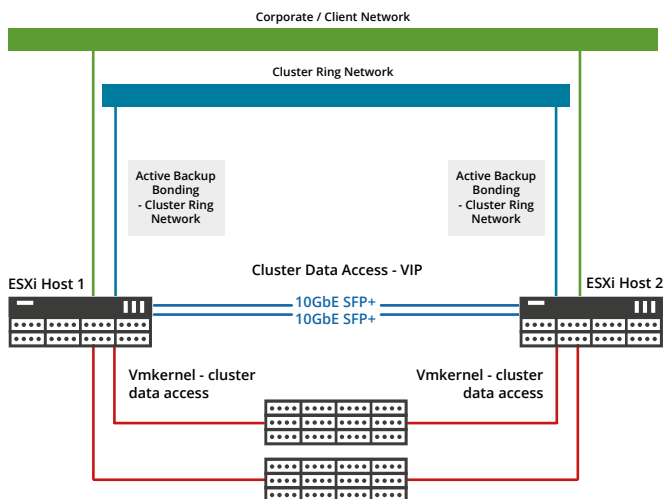 Corporate / Client Network
Cluster Ring Network
Active Backup
Bonding
- Cluster Ring
Network
Active Backup
Bonding
- Cluster Ring
Network
Cluster Data Access - VIP
ESXi Host 1
ESXi Host 2
10GbE SFP+
10GbE SFP+
Vmkernel - cluster
data access
Vmkernel - cluster
data access